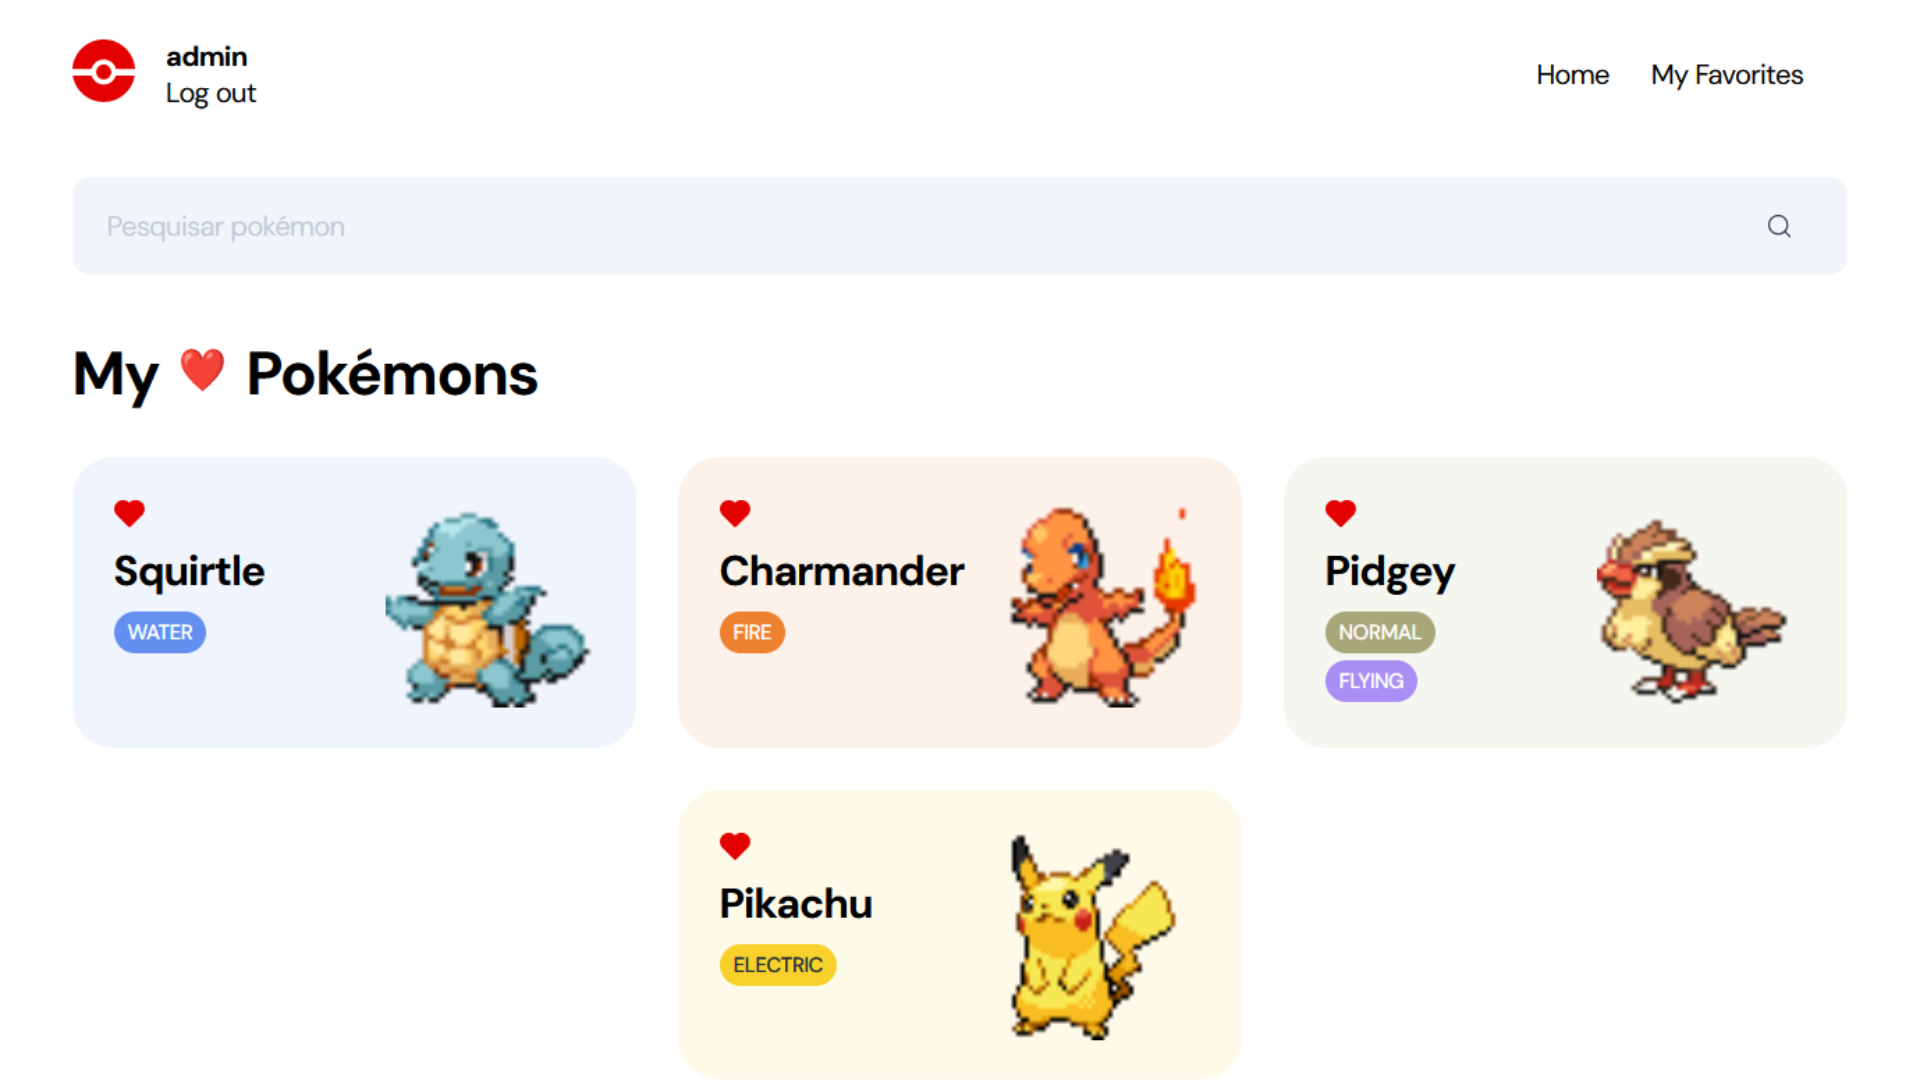 admin
Log out
Home
My Favorites
Pesquisar pokémon
My ❤️ Pokémons
Squirtle
WATER
Charmander
FIRE
Pidgey
NORMAL
FLYING
Pikachu
ELECTRIC